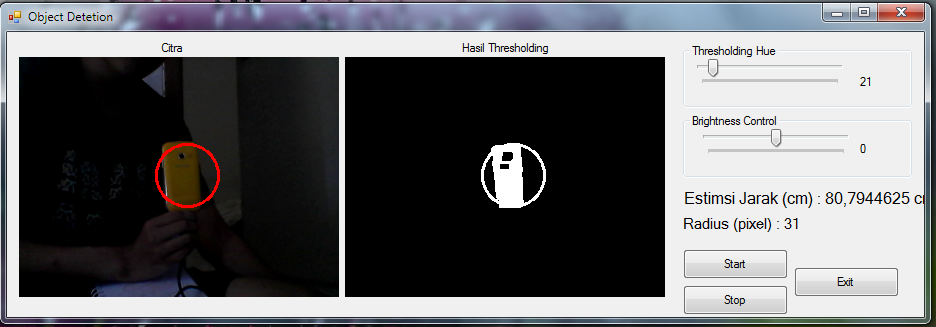 Object Detetion
Citra
Hasil Thresholding
Thresholding Hue
21
Brightness Control
0
Estimsi Jarak (cm) : 80,7944625 c
Radius (pixel) : 31
Start
Exit
Stop